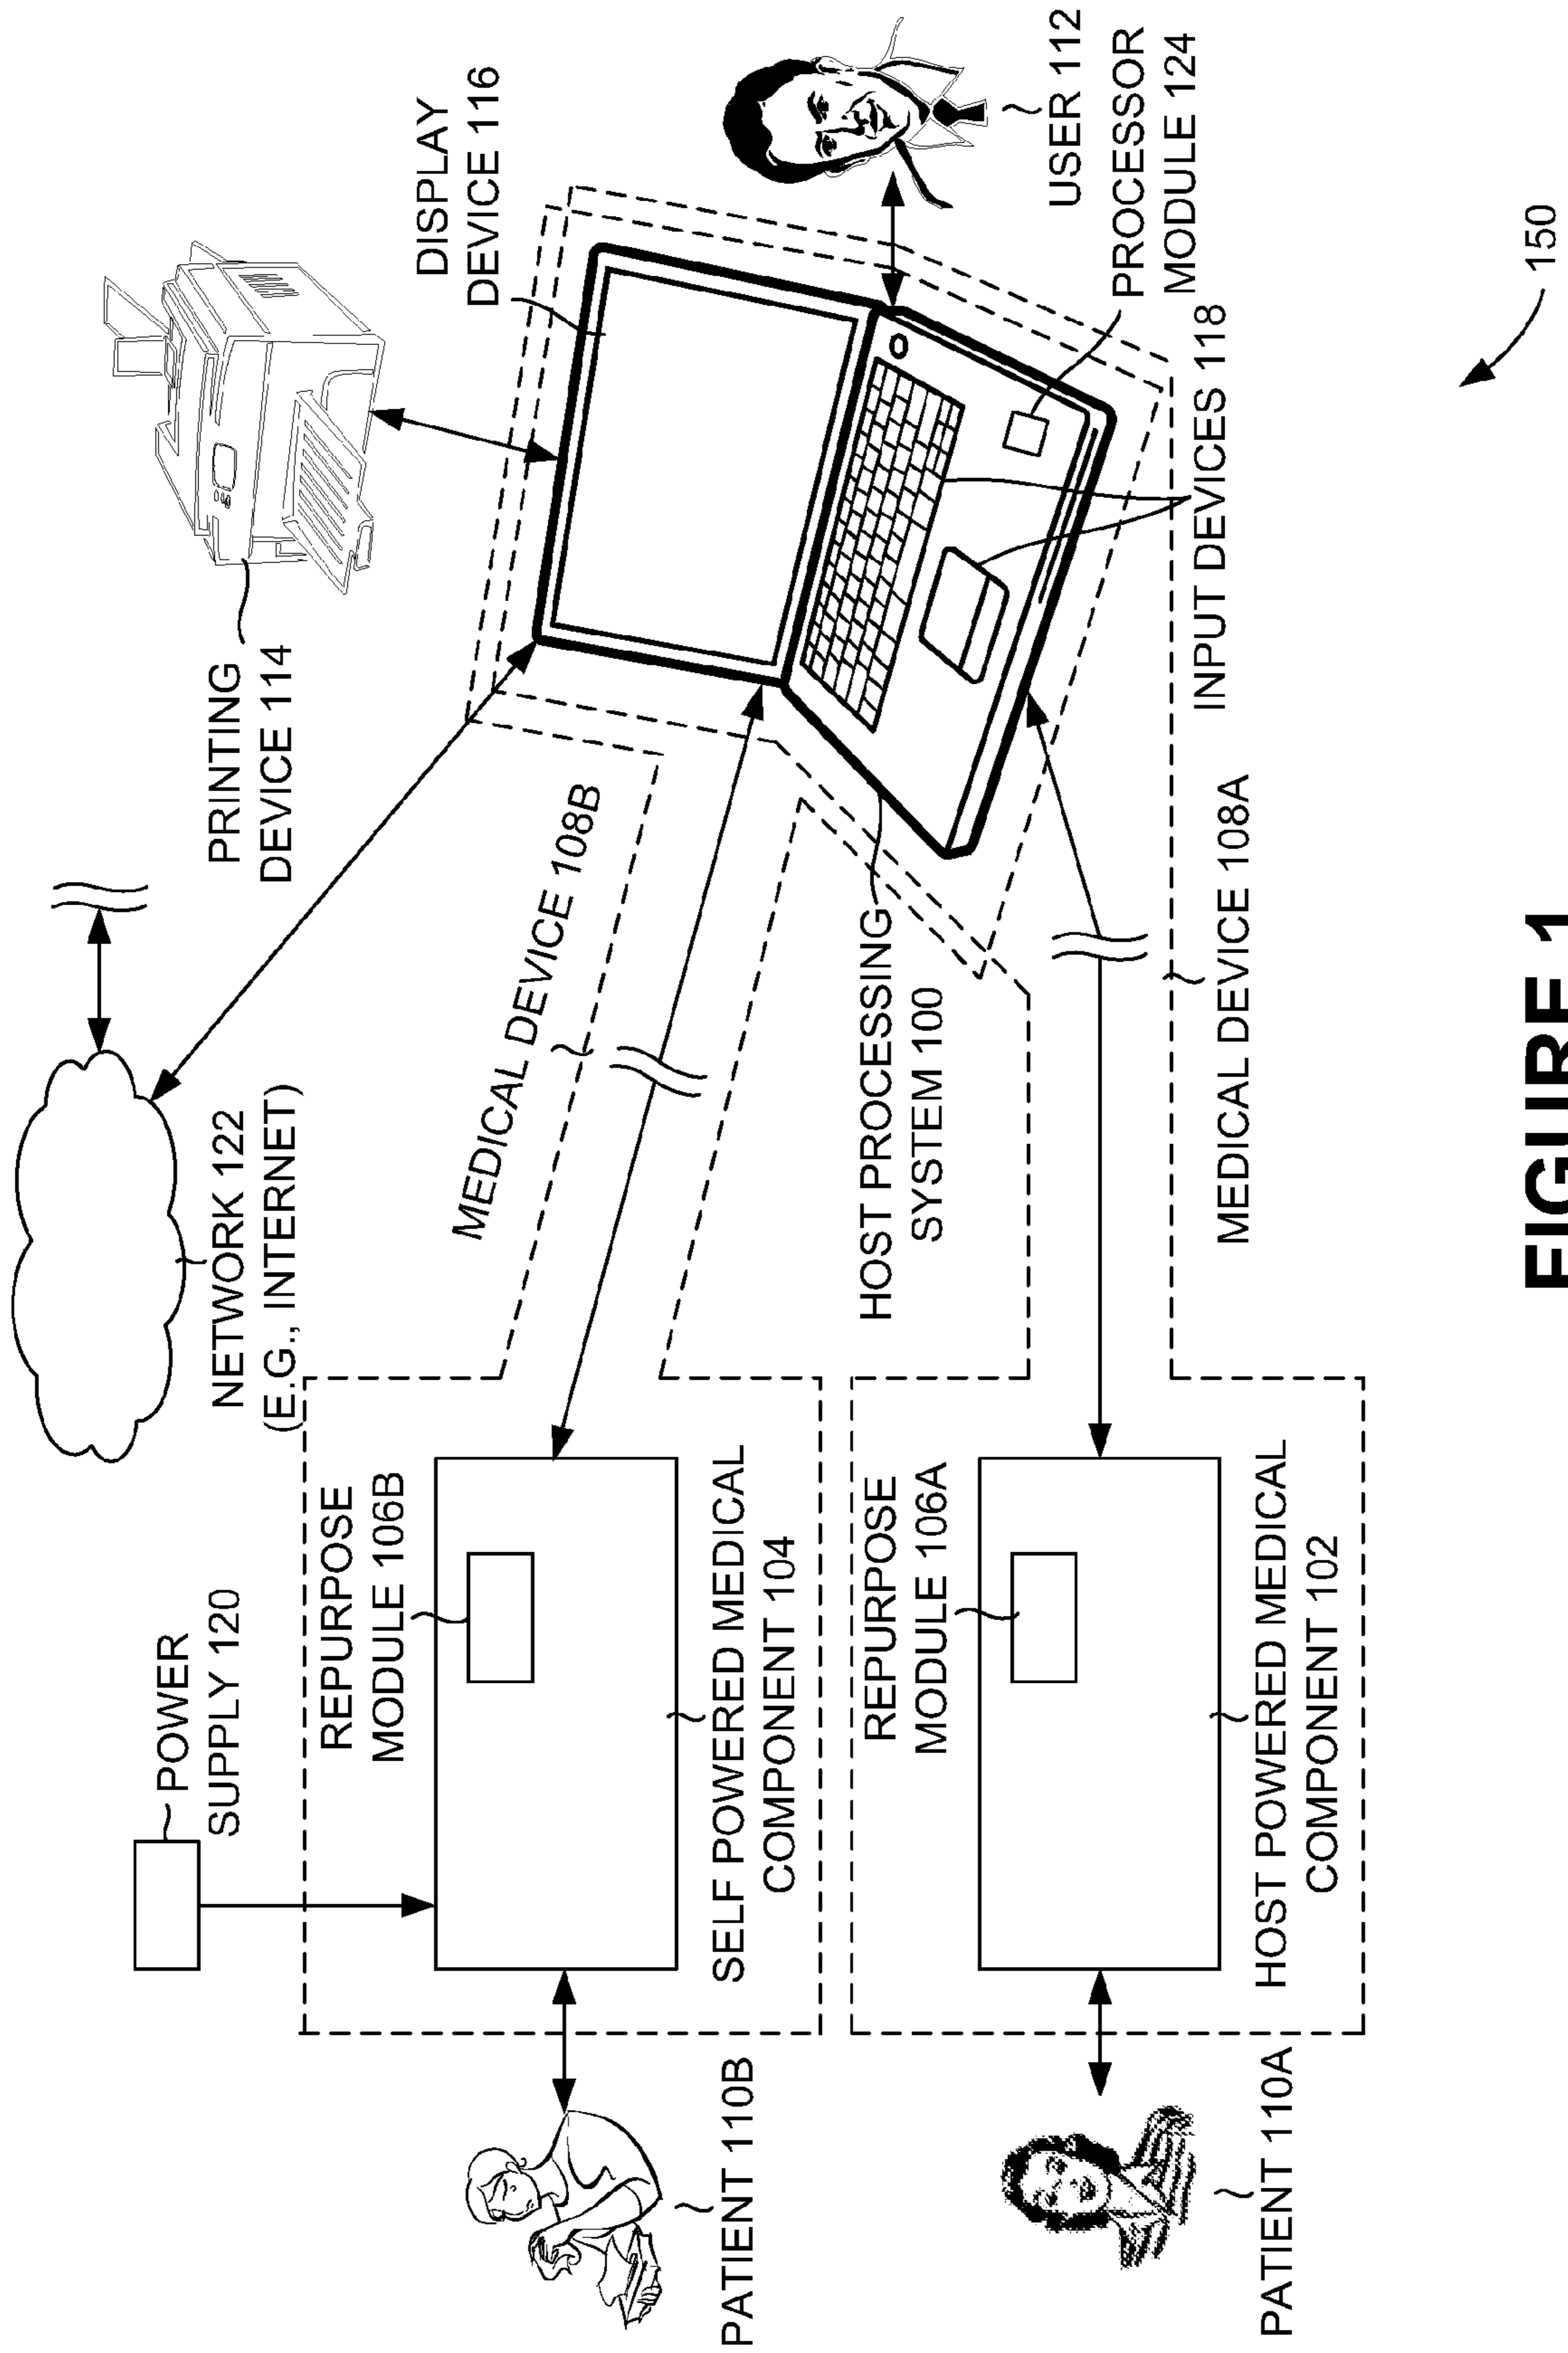 POWER
SUPPLY 120
NETWORK 122
(E.G., INTERNET)
PRINTING
DEVICE 114
DISPLAY
DEVICE 116
REPURPOSE
MODULE 106B
MEDICAL DEVICE 108B
SELF POWERED MEDICAL
COMPONENT 104
PATIENT 110B
HOST PROCESSING
SYSTEM 100
USER 112
PROCESSOR
MODULE 124
INPUT DEVICES 118
REPURPOSE
MODULE 106A
MEDICAL DEVICE 108A
HOST POWERED MEDICAL
COMPONENT 102
PATIENT 110A
150
FIGURE 1